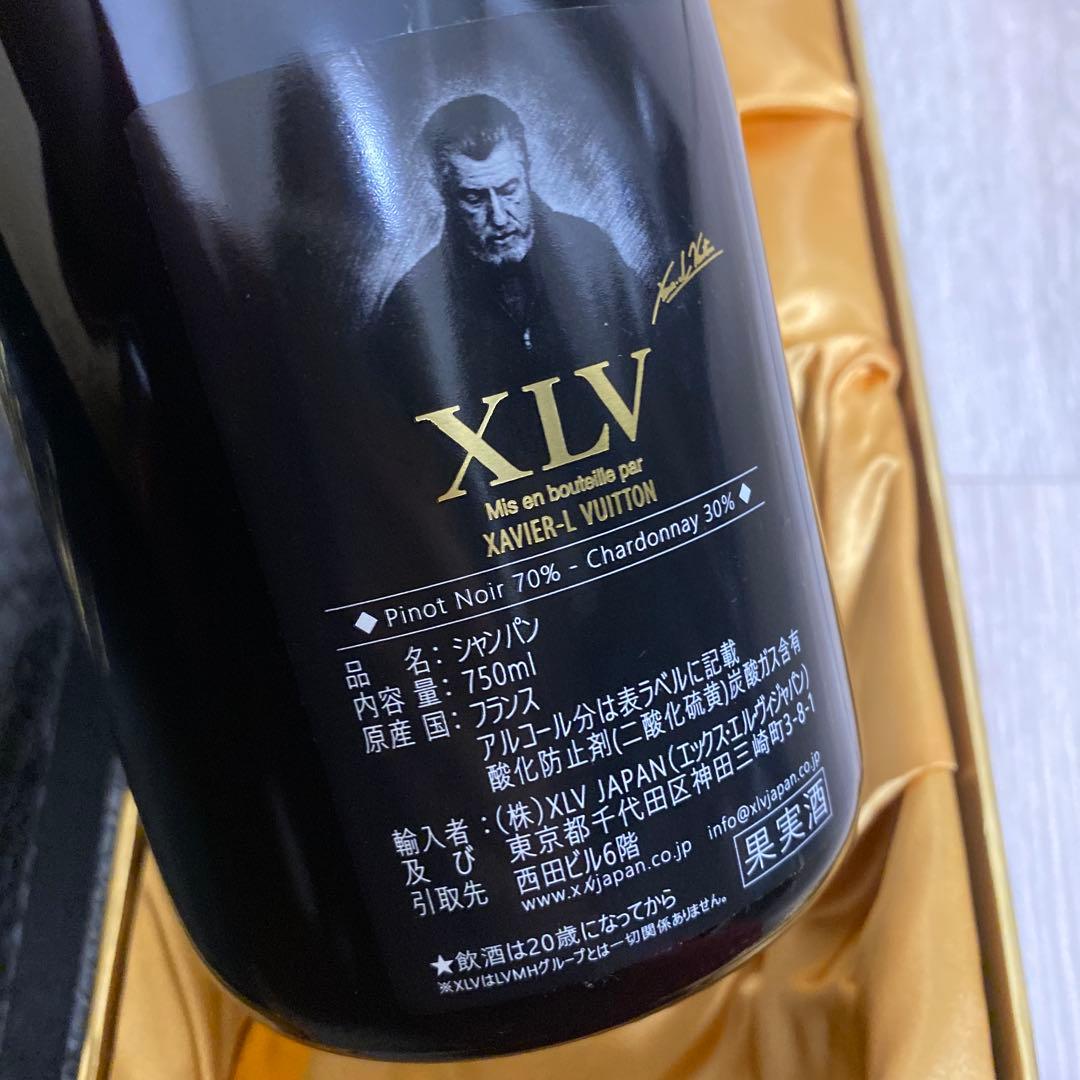 XLV
Mis en bouteille par
XAVIER-L VUITTON
◆ Pinot Noir 70% - Chardonnay 30% ◆
品 名：シャンパン
内容量：750ml
原産国：フランス
アルコール分は表ラベルに記載
酸化防止剤(二酸化硫黄)炭酸ガス含有
輸入者：(株)XLV JAPAN(エックス・エルヴィジャパン)
及び 東京都千代田区神田三崎町3-8-1
引取先 西田ビル6階
www.xlvjapan.co.jp info@xlvjapan.co.jp
果実酒
★飲酒は20歳になってから
※XLVはLVMHグループとは一切関係ありません。